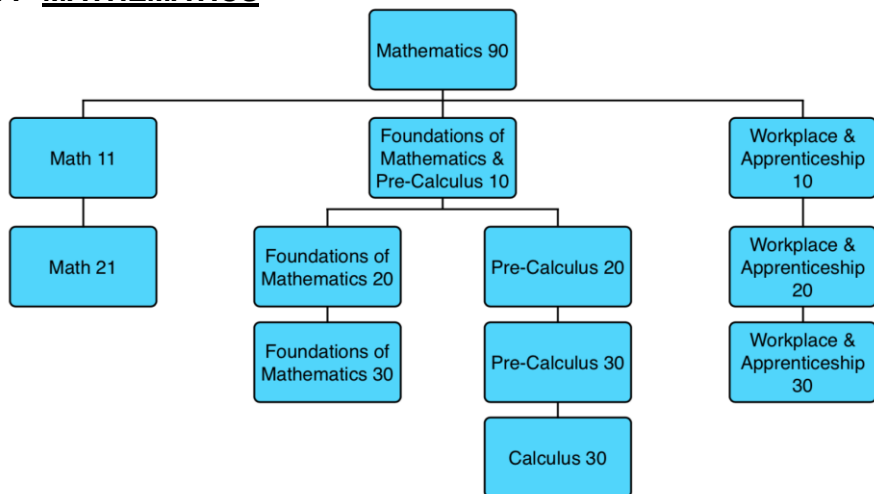 Mathematics 90
Math 11
Foundations of
Mathematics &
Pre-Calculus 10
Workplace &
Apprenticeship
10
Math 21
Foundations of
Mathematics 20
Pre-Calculus 20
Workplace &
Apprenticeship
20
Foundations of
Mathematics 30
Pre-Calculus 30
Workplace &
Apprenticeship
30
Calculus 30